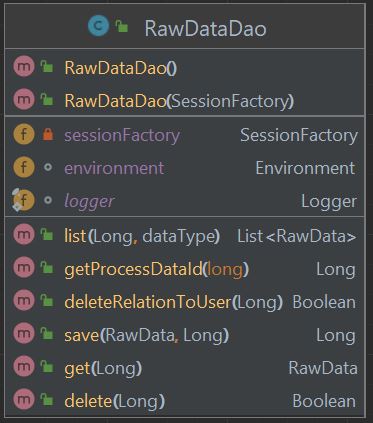 C RawDataDao
m RawDataDao()
m RawDataDao(SessionFactory)
f sessionFactory SessionFactory
f environment Environment
f logger Logger
m list(Long, dataType) List<RawData>
m getProcessDataId(long) Long
m deleteRelationToUser(Long) Boolean
m save(RawData, Long) Long
m get(Long) RawData
m delete(Long) Boolean